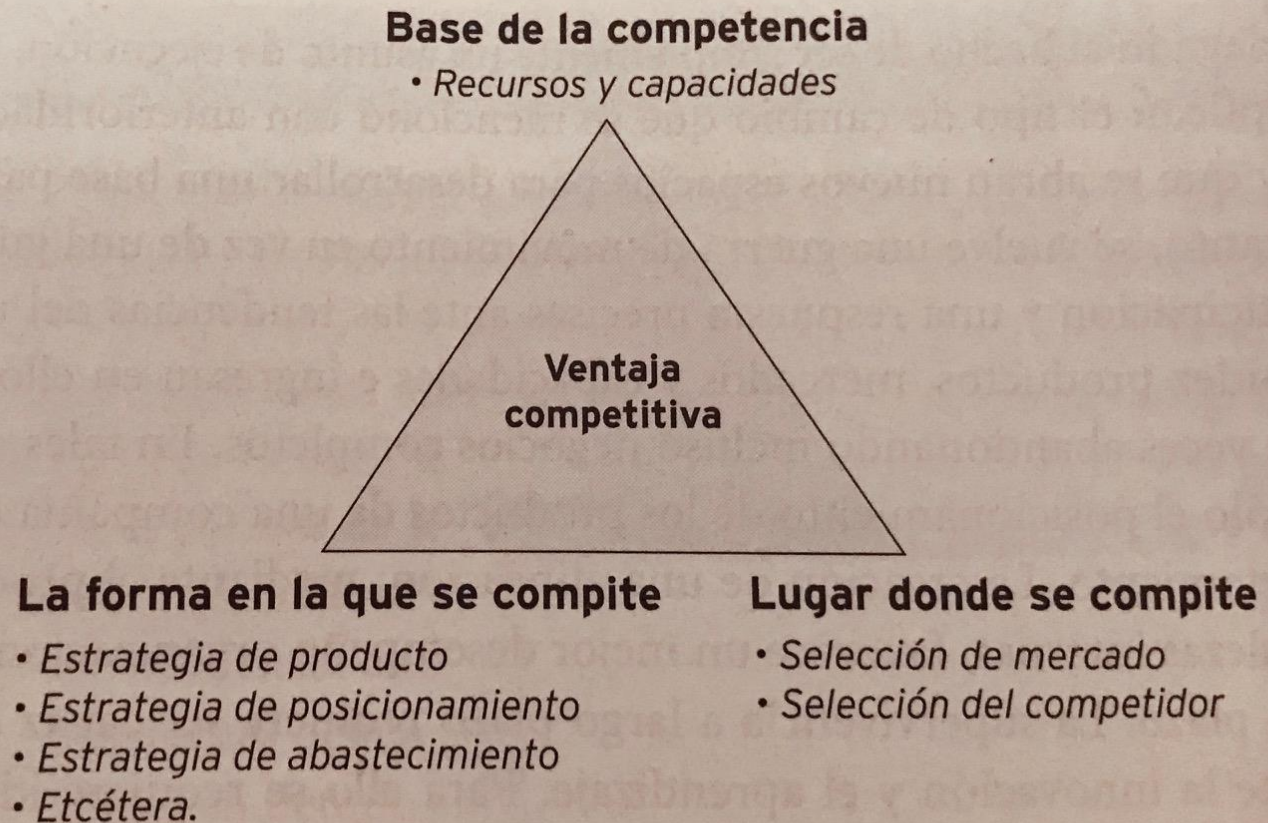 Base de la competencia
• Recursos y capacidades
Ventaja
competitiva
La forma en la que se compite
• Estrategia de producto
• Estrategia de posicionamiento
• Estrategia de abastecimiento
• Etcétera.
Lugar donde se compite
• Selección de mercado
• Selección del competidor